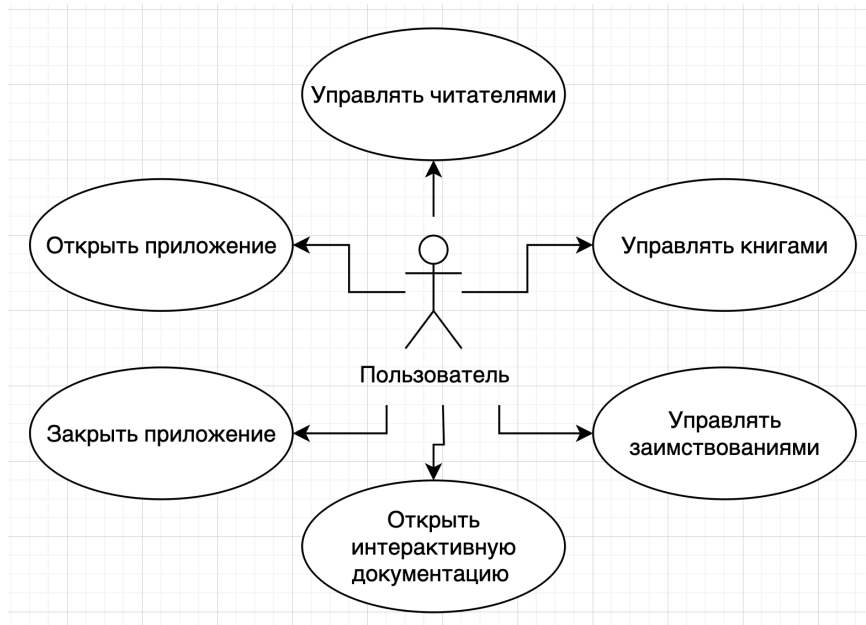 Управлять читателями
Открыть приложение
Управлять книгами
Пользователь
Закрыть приложение
Управлять
заимствованиями
Открыть
интерактивную
документацию